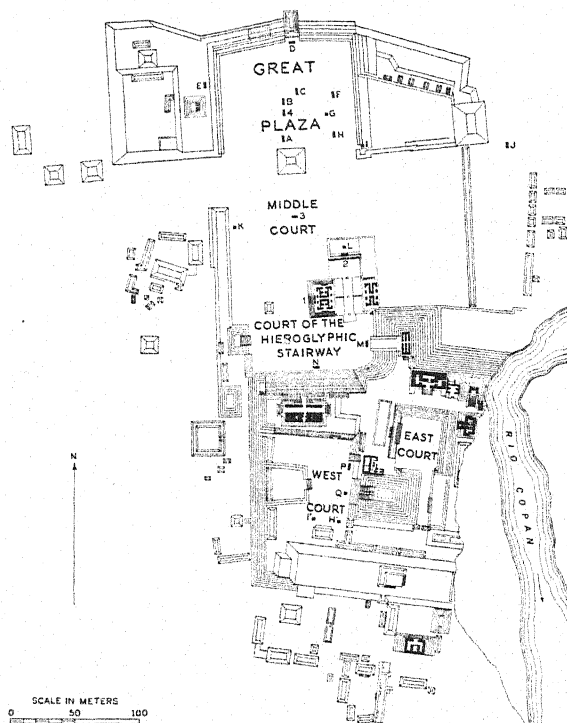 D
GREAT
E
C
F
B
4
G
PLAZA
A
H
I
J
MIDDLE
3
COURT
K
L
2
1
COURT OF THE
HIEROGLYPHIC
STAIRWAY
M
N
EAST
COURT
WEST
P
Q
COURT
H'
RIO COPAN
N
SCALE IN METERS
0 50 100